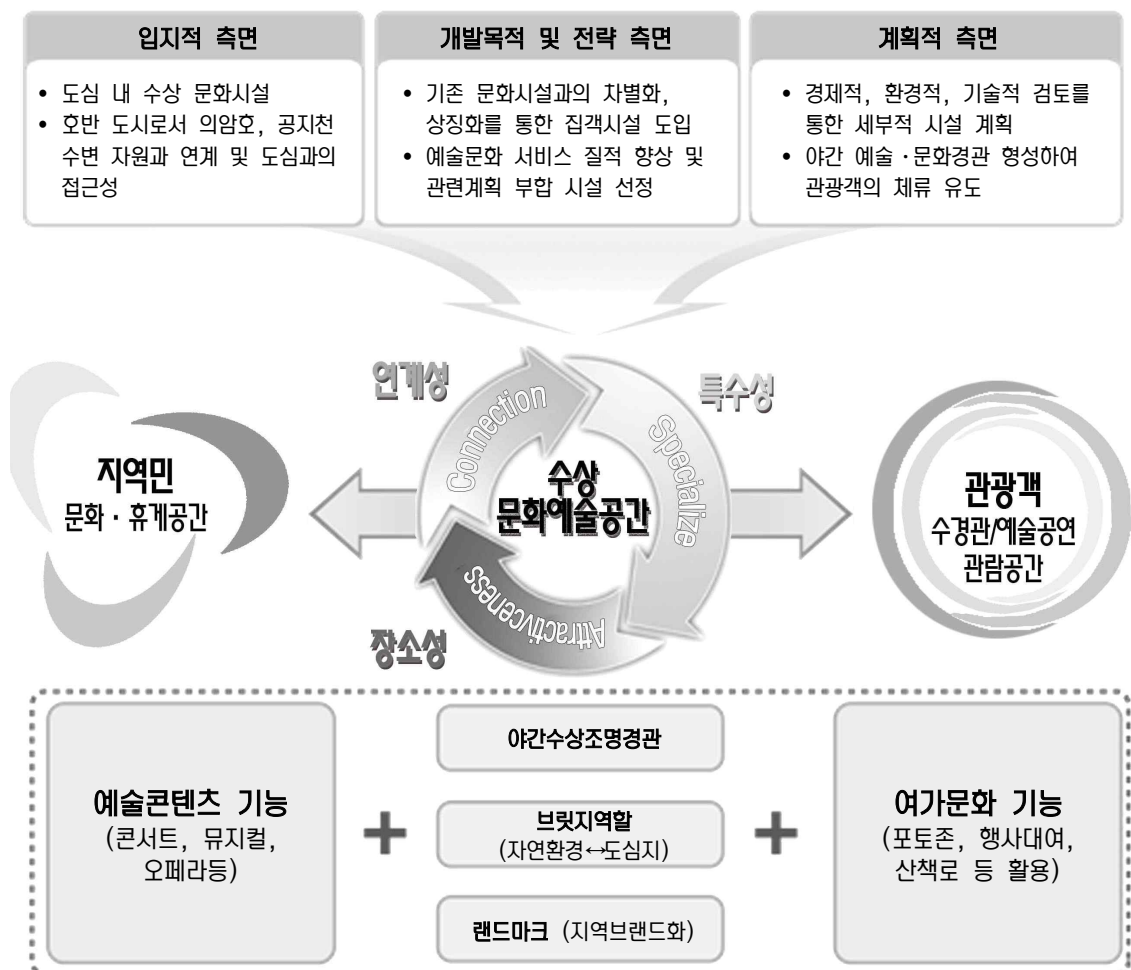 입지적 측면
• 도심 내 수상 문화시설
• 호반 도시로서 의암호, 공지천
수변 자원과 연계 및 도심과의
접근성
개발목적 및 전략 측면
• 기존 문화시설과의 차별화,
상징화를 통한 집객시설 도입
• 예술문화 서비스 질적 향상 및
관련계획 부합 시설 선정
계획적 측면
• 경제적, 환경적, 기술적 검토를
통한 세부적 시설 계획
• 야간 예술·문화경관 형성하여
관광객의 체류 유도
연계성
특수성
장소성
Connection
Specialize
Attractivceness
수상
문화예술공간
지역민
문화·휴게공간
관광객
수경관/예술공연
관람공간
예술콘텐츠 기능
(콘서트, 뮤지컬,
오페라등)
+
야간수상조명경관
브릿지역할
(자연환경↔도심지)
랜드마크 (지역브랜드화)
+
여가문화 기능
(포토존, 행사대여,
산책로 등 활용)